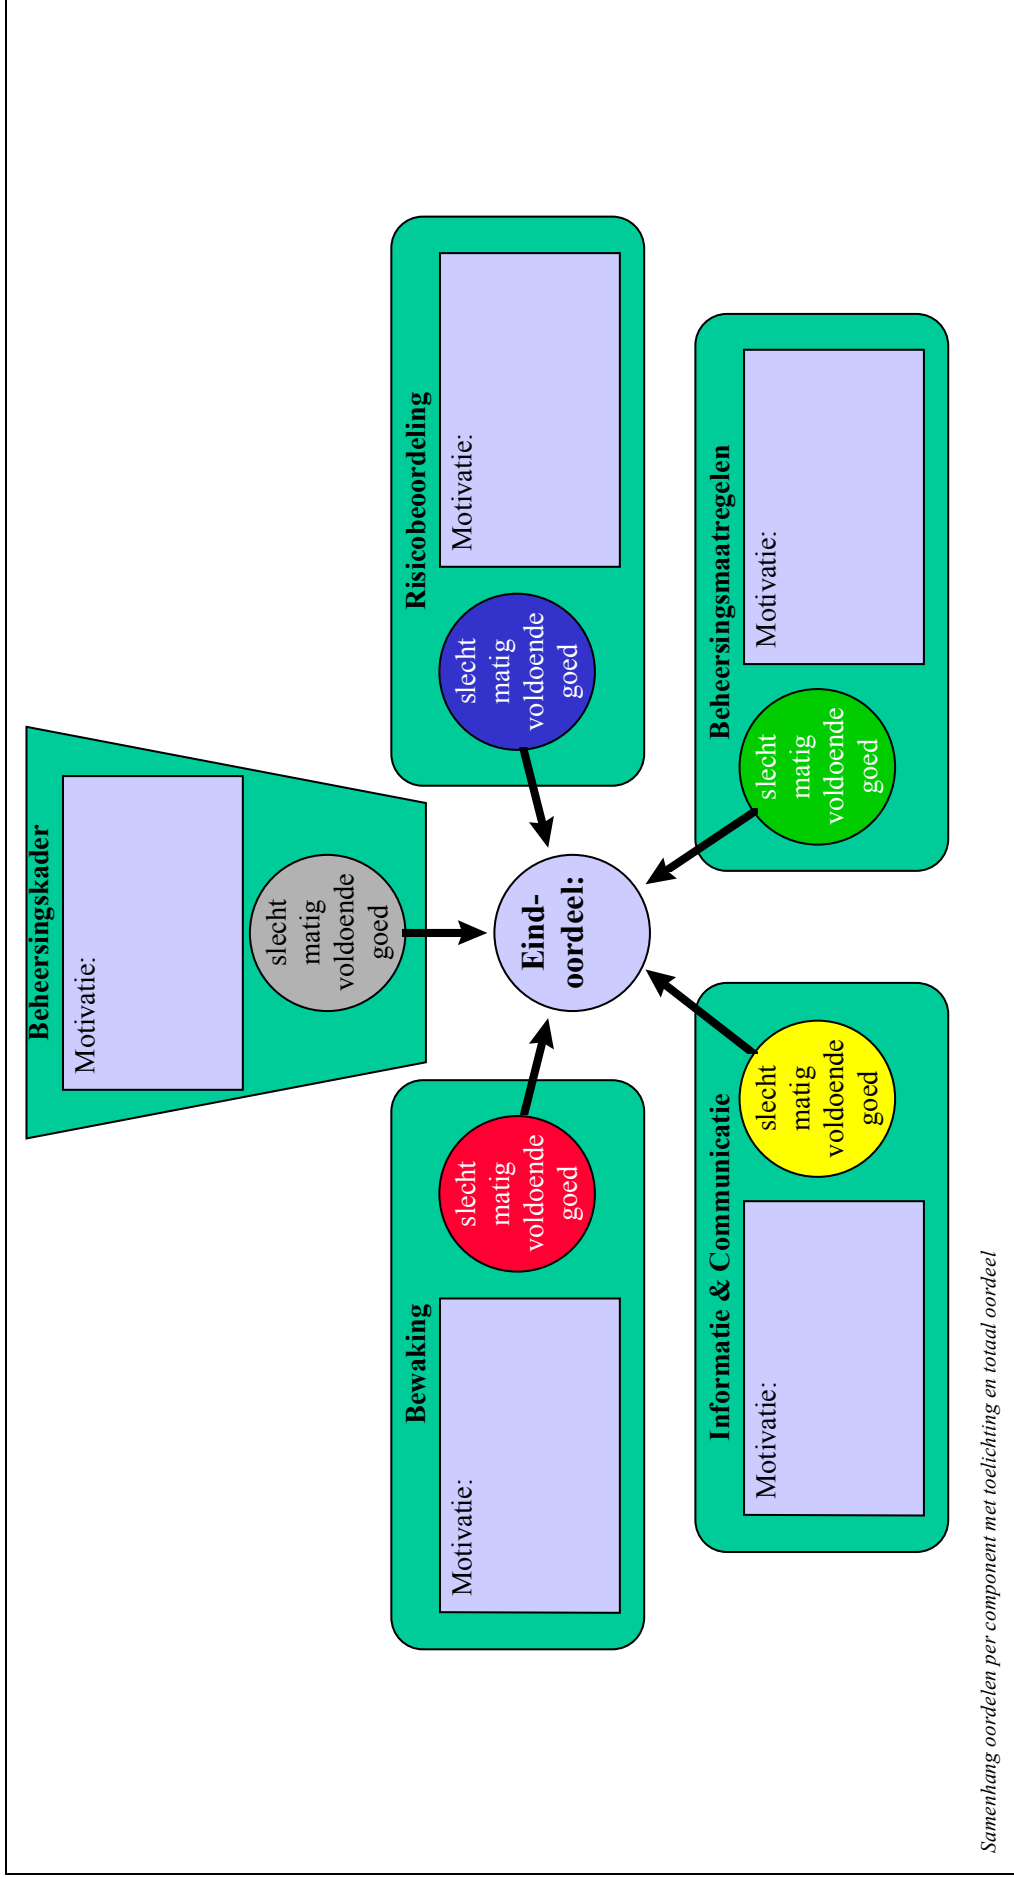 Beheersingskader
Motivatie:
slecht
matig
voldoende
goed
Bewaking
Motivatie:
slecht
matig
voldoende
goed
Risicobeoordeling
slecht
matig
voldoende
goed
Motivatie:
Eind-
oordeel:
Informatie & Communicatie
Motivatie:
slecht
matig
voldoende
goed
Beheersingsmaatregelen
slecht
matig
voldoende
goed
Motivatie:
Samenhang oordelen per component met toelichting en totaal oordeel